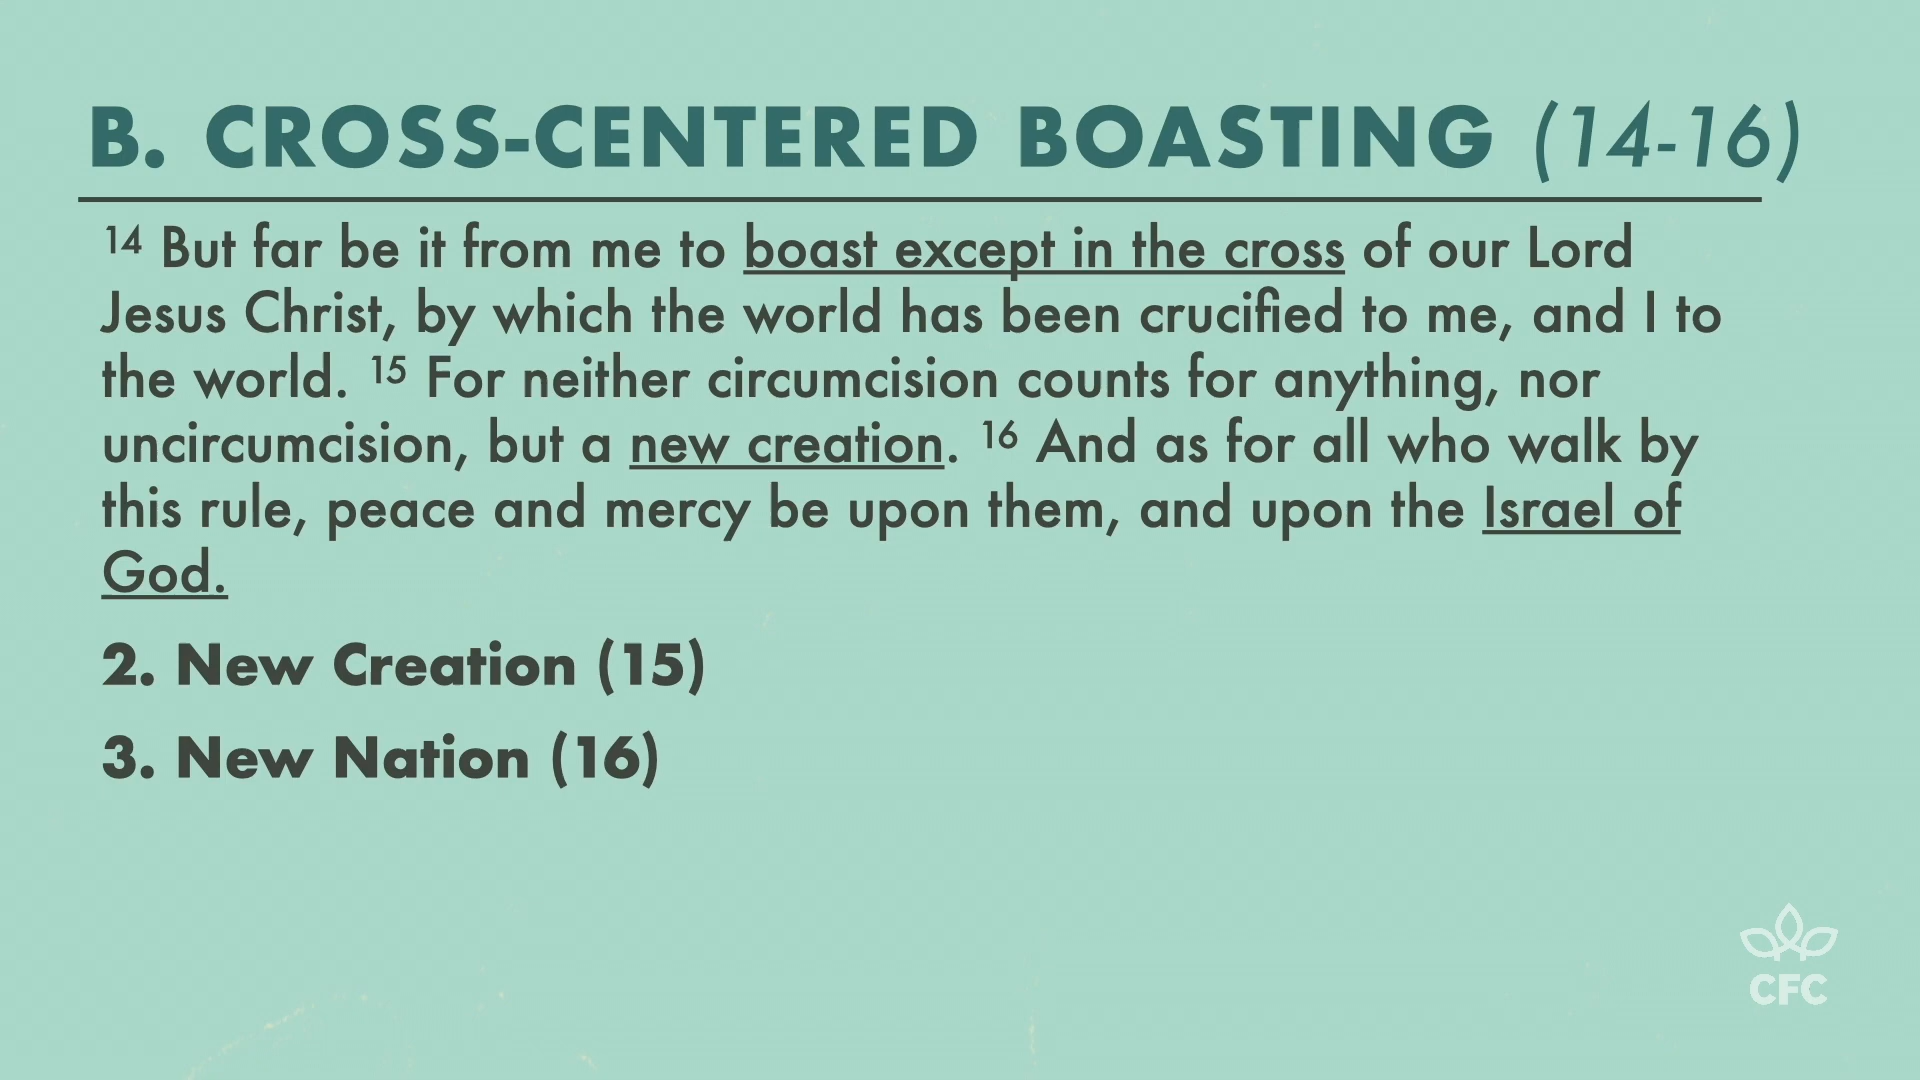 B. CROSS-CENTERED BOASTING (14-16)
14 But far be it from me to boast except in the cross of our Lord
Jesus Christ, by which the world has been crucified to me, and I to
the world. 15 For neither circumcision counts for anything, nor
uncircumcision, but a new creation. 16 And as for all who walk by
this rule, peace and mercy be upon them, and upon the Israel of
God.
2. New Creation (15)
3. New Nation (16)
CFC